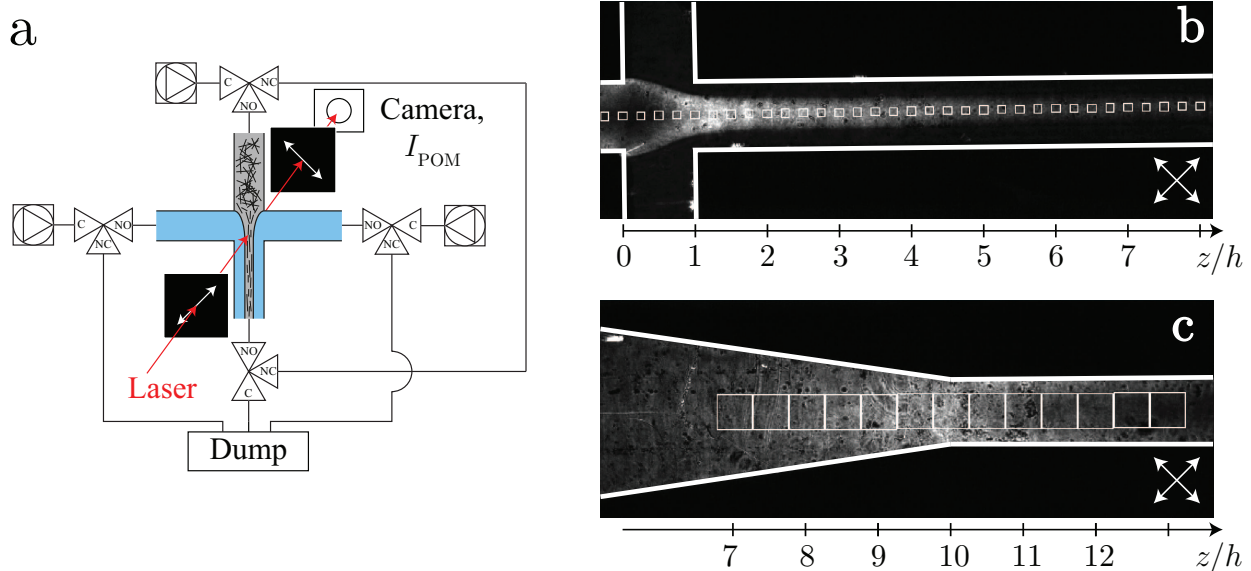 a
C
NC
NO
Camera,
I_POM
C
NO
NC
NO
C
NC
NO
NC
C
Laser
Dump
b
0 1 2 3 4 5 6 7 z/h
c
7 8 9 10 11 12 z/h